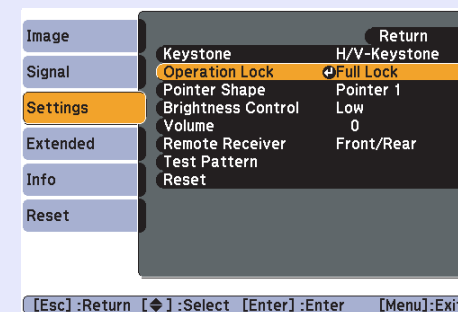 Image
Signal
Settings
Extended
Info
Reset
Return
Keystone H/V-Keystone
Operation Lock Full Lock
Pointer Shape Pointer 1
Brightness Control Low
Volume 0
Remote Receiver Front/Rear
Test Pattern
Reset
[Esc] :Return [◆] :Select [Enter] :Enter [Menu]:Exit